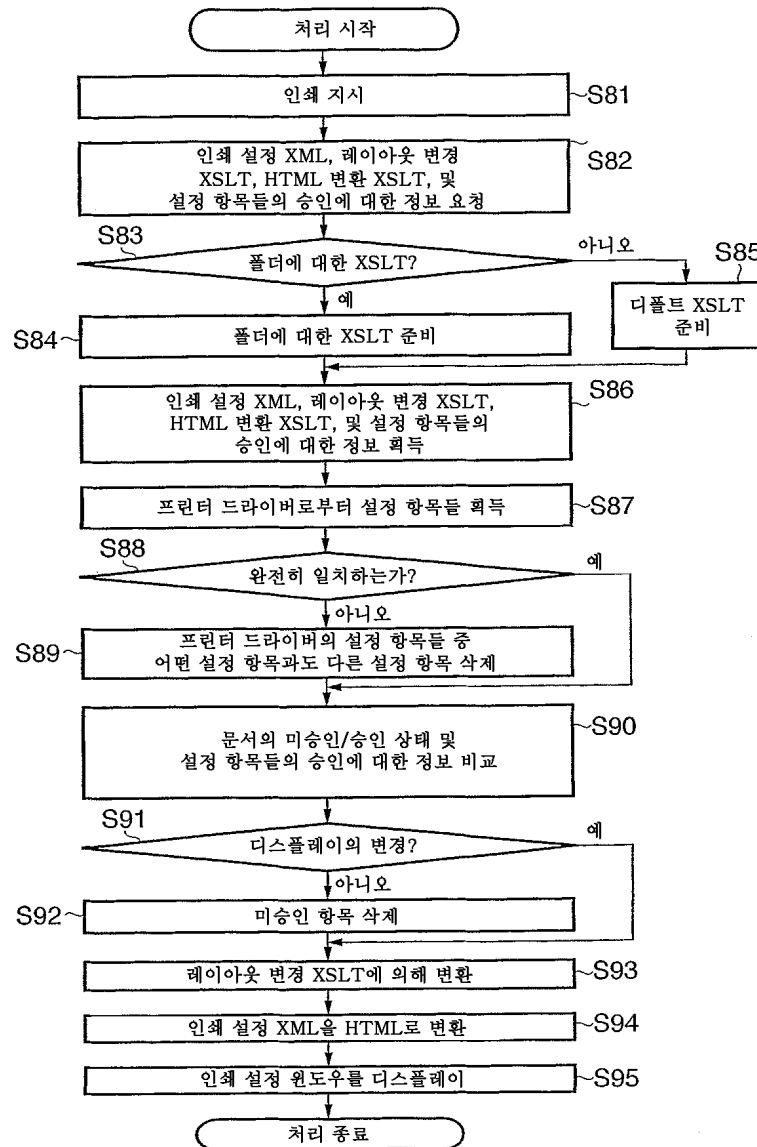 처리 시작
인쇄 지시
S81
인쇄 설정 XML, 레이아웃 변경
XSLT, HTML 변환 XSLT, 및
설정 항목들의 승인에 대한 정보 요청
S82
S83
폴더에 대한 XSLT?
아니오
예
S85
디폴트 XSLT
준비
S84
폴더에 대한 XSLT 준비
인쇄 설정 XML, 레이아웃 변경 XSLT,
HTML 변환 XSLT, 및 설정 항목들의
승인에 대한 정보 획득
S86
프린터 드라이버로부터 설정 항목들 획득
S87
S88
완전히 일치하는가?
예
아니오
S89
프린터 드라이버의 설정 항목들 중
어떤 설정 항목과도 다른 설정 항목 삭제
문서의 미승인/승인 상태 및
설정 항목들의 승인에 대한 정보 비교
S90
S91
디스플레이의 변경?
예
아니오
S92
미승인 항목 삭제
레이아웃 변경 XSLT에 의해 변환
S93
인쇄 설정 XML을 HTML로 변환
S94
인쇄 설정 윈도우를 디스플레이
S95
처리 종료